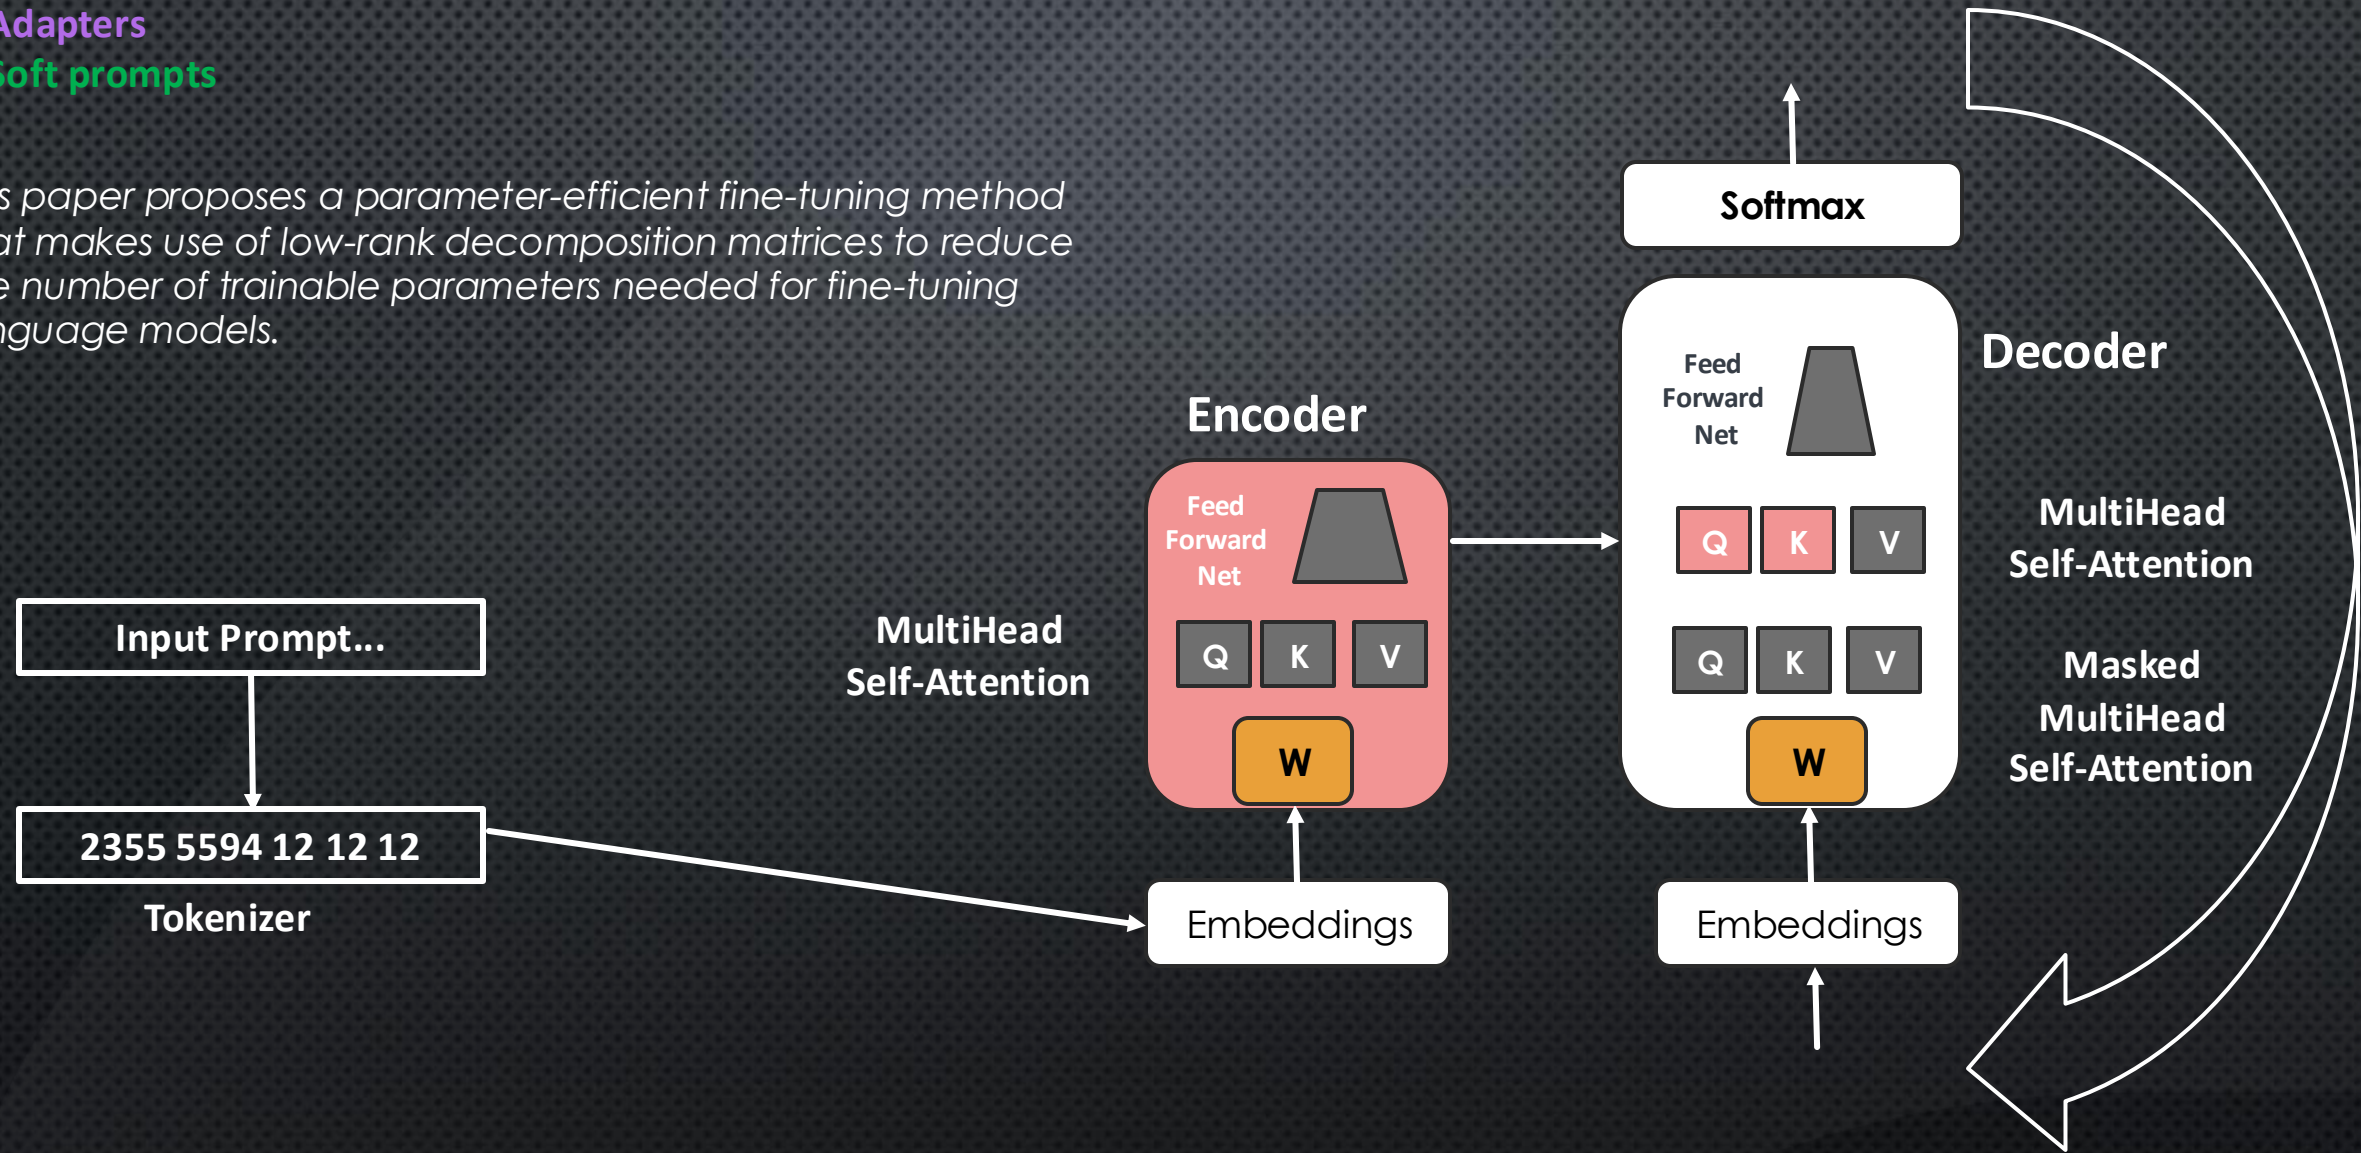 Adapters
Soft prompts
s paper proposes a parameter-efficient fine-tuning method
at makes use of low-rank decomposition matrices to reduce
e number of trainable parameters needed for fine-tuning
nguage models.
Softmax
Decoder
Feed
Forward
Net
Encoder
Feed
Forward
Net
Q K V
MultiHead
Self-Attention
Input Prompt...
MultiHead
Self-Attention
Q K V
Q K V
Masked
MultiHead
Self-Attention
W
W
2355 5594 12 12 12
Tokenizer
Embeddings
Embeddings